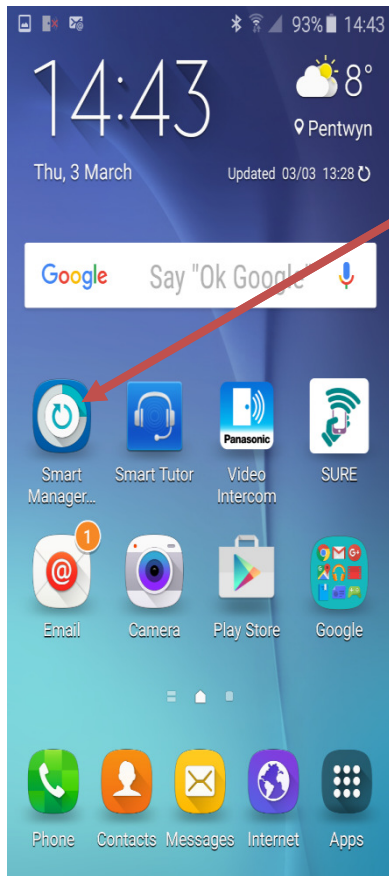 93% 14:43
14:43
8°
Pentwyn
Thu, 3 March
Updated 03/03 13:28
Google Say "Ok Google"
Panasonic
Smart Manager...
Smart Tutor
Video Intercom
SURE
1
@
Email
Camera
Play Store
Google
Phone
Contacts
Messages
Internet
Apps